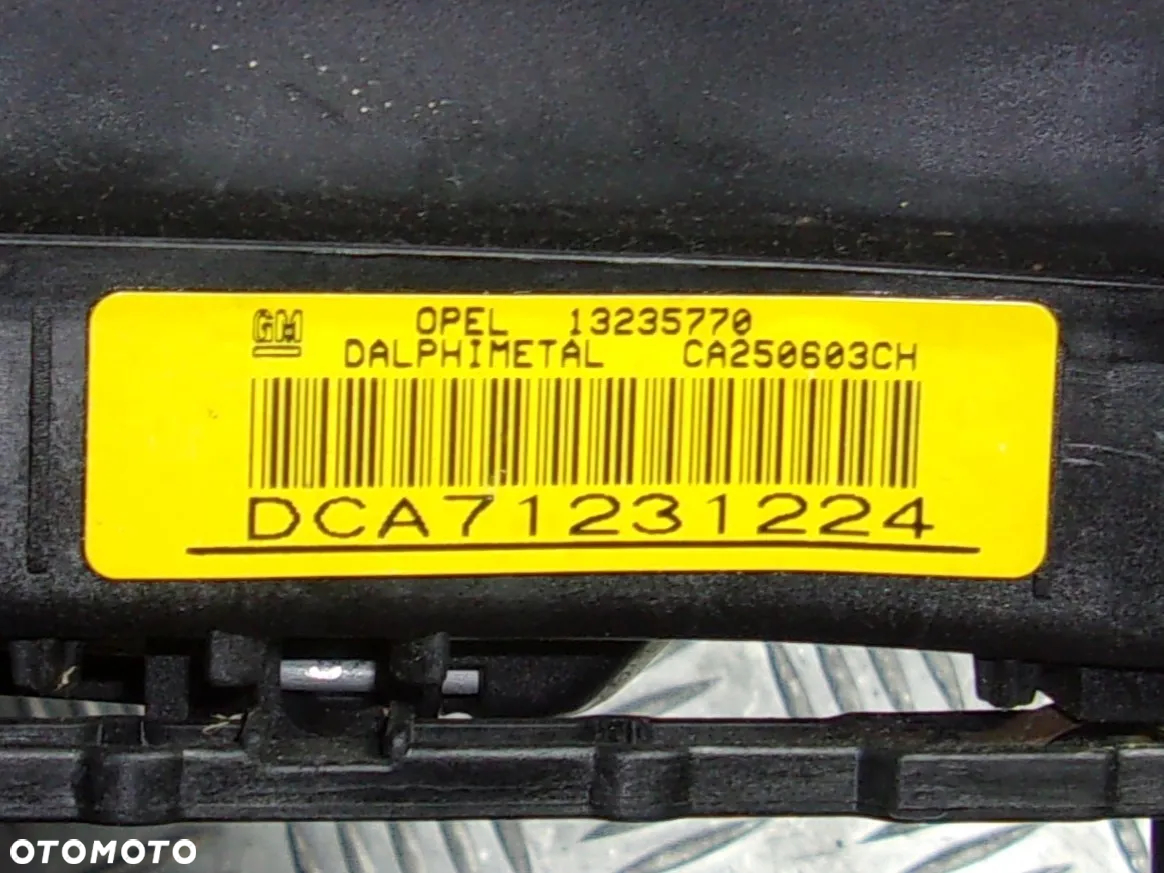 GM OPEL 13235770
DALPHIMETAL CA250603CH
DCA71231224
OTOMOTO